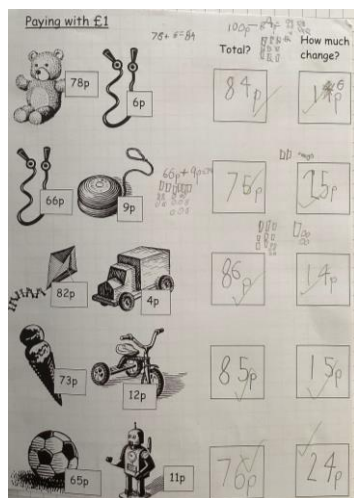 Paying with £1
78 + 6 = 84
Total?
How much change?
78p
6p
84p
66p + 9p
66p
9p
75p
25p
82p
4p
86p
14p
73p
12p
85p
15p
65p
11p
76p
24p